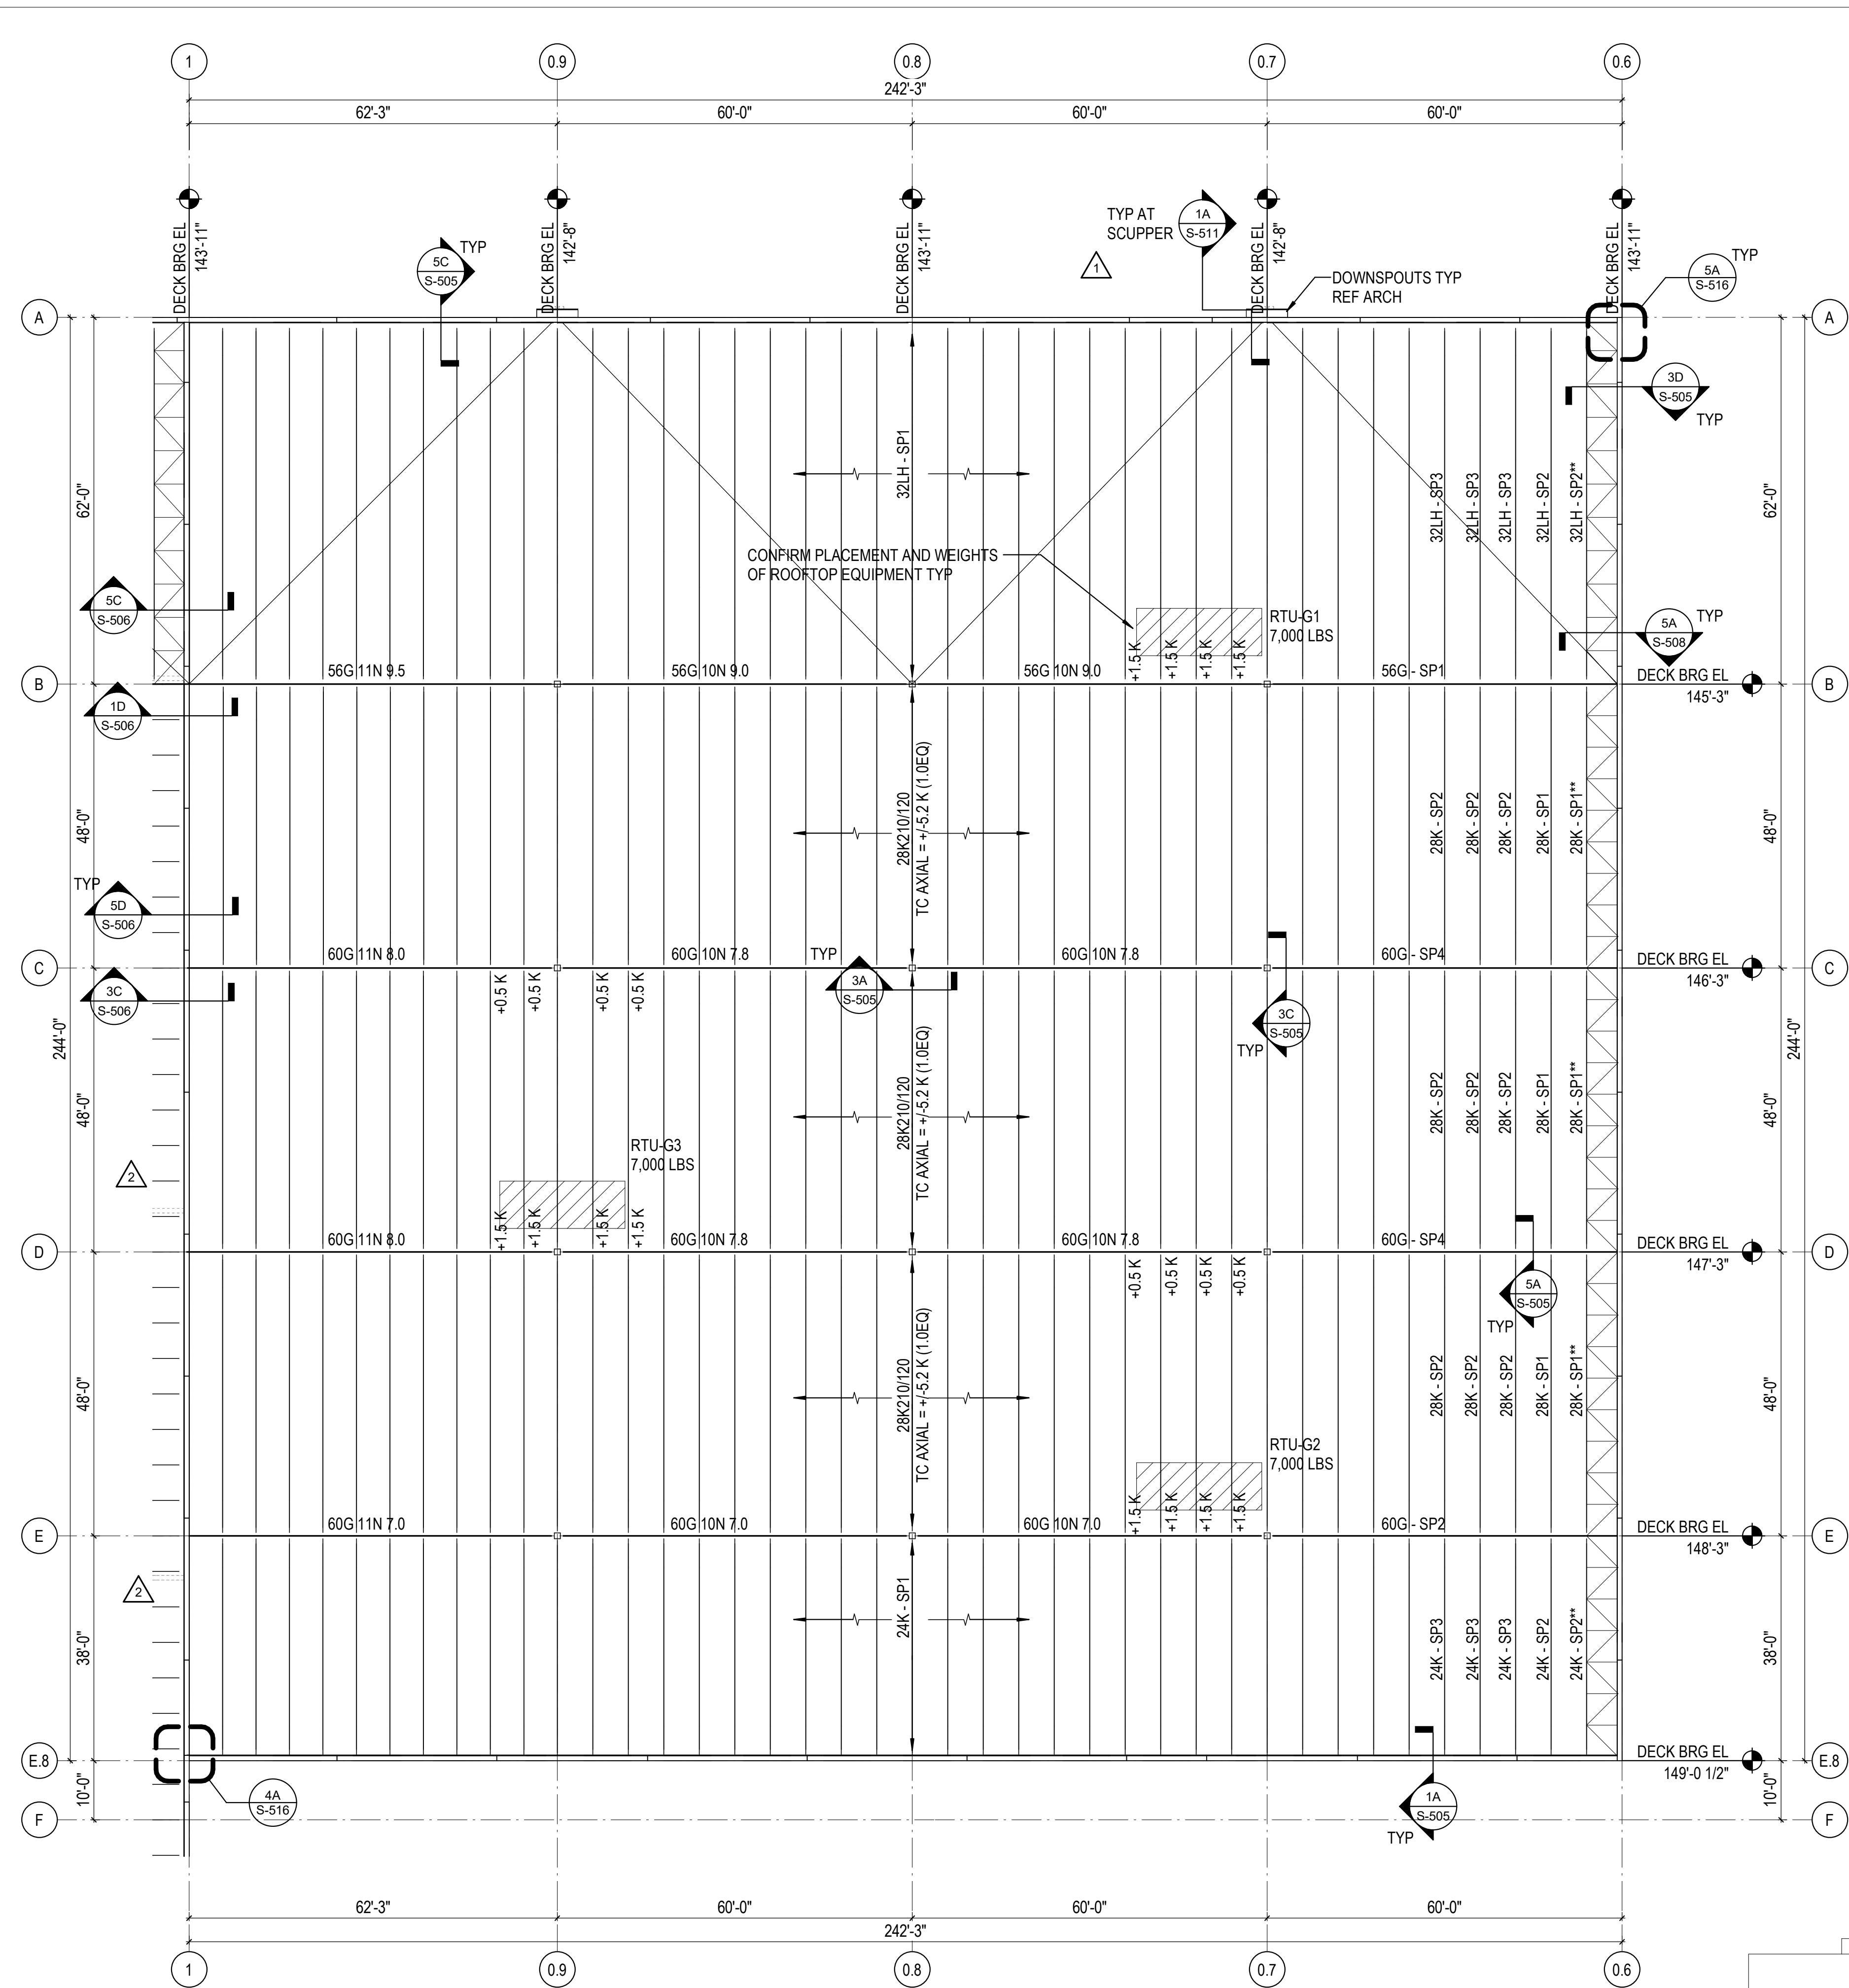 1
0.9
0.8
0.7
0.6
242'-3"
62'-3"
60'-0"
60'-0"
60'-0"
DECK BRG EL
143'-11"
DECK BRG EL
142'-8"
DECK BRG EL
143'-11"
DECK BRG EL
142'-8"
DECK BRG EL
143'-11"
5C
S-505
TYP
TYP AT
SCUPPER
1A
S-511
1
DOWNSPOUTS TYP
REF ARCH
5A
S-516
TYP
A
A
3D
S-505
TYP
62'-0"
62'-0"
32LH - SP1
32LH - SP3
32LH - SP3
32LH - SP3
32LH - SP2
32LH - SP2**
CONFIRM PLACEMENT AND WEIGHTS
OF ROOFTOP EQUIPMENT TYP
5C
S-506
RTU-G1
7,000 LBS
+1.5 K
+1.5 K
+1.5 K
+1.5 K
5A
S-508
TYP
B
56G 11N 9.5
56G 10N 9.0
56G 10N 9.0
56G - SP1
DECK BRG EL
145'-3"
B
1D
S-506
48'-0"
48'-0"
28K210/120
TC AXIAL = +/-5.2 K (1.0EQ)
28K - SP2
28K - SP2
28K - SP2
28K - SP1
28K - SP1**
TYP
5D
S-506
C
60G 11N 8.0
60G 10N 7.8
TYP
60G 10N 7.8
60G - SP4
DECK BRG EL
146'-3"
C
3C
S-506
+0.5 K
+0.5 K
+0.5 K
+0.5 K
3A
S-505
3C
S-505
TYP
244'-0"
244'-0"
48'-0"
48'-0"
28K210/120
TC AXIAL = +/-5.2 K (1.0EQ)
28K - SP2
28K - SP2
28K - SP2
28K - SP1
28K - SP1**
2
RTU-G3
7,000 LBS
+1.5 K
+1.5 K
+1.5 K
+1.5 K
D
60G 11N 8.0
60G 10N 7.8
60G 10N 7.8
60G - SP4
DECK BRG EL
147'-3"
D
+0.5 K
+0.5 K
+0.5 K
+0.5 K
5A
S-505
TYP
48'-0"
48'-0"
28K210/120
TC AXIAL = +/-5.2 K (1.0EQ)
28K - SP2
28K - SP2
28K - SP2
28K - SP1
28K - SP1**
RTU-G2
7,000 LBS
+1.5 K
+1.5 K
+1.5 K
+1.5 K
E
60G 11N 7.0
60G 10N 7.0
60G 10N 7.0
60G - SP2
DECK BRG EL
148'-3"
E
2
38'-0"
38'-0"
24K - SP1
24K - SP3
24K - SP3
24K - SP3
24K - SP2
24K - SP2**
E.8
DECK BRG EL
149'-0 1/2"
E.8
10'-0"
10'-0"
4A
S-516
1A
S-505
TYP
F
F
62'-3"
60'-0"
60'-0"
60'-0"
242'-3"
1
0.9
0.8
0.7
0.6